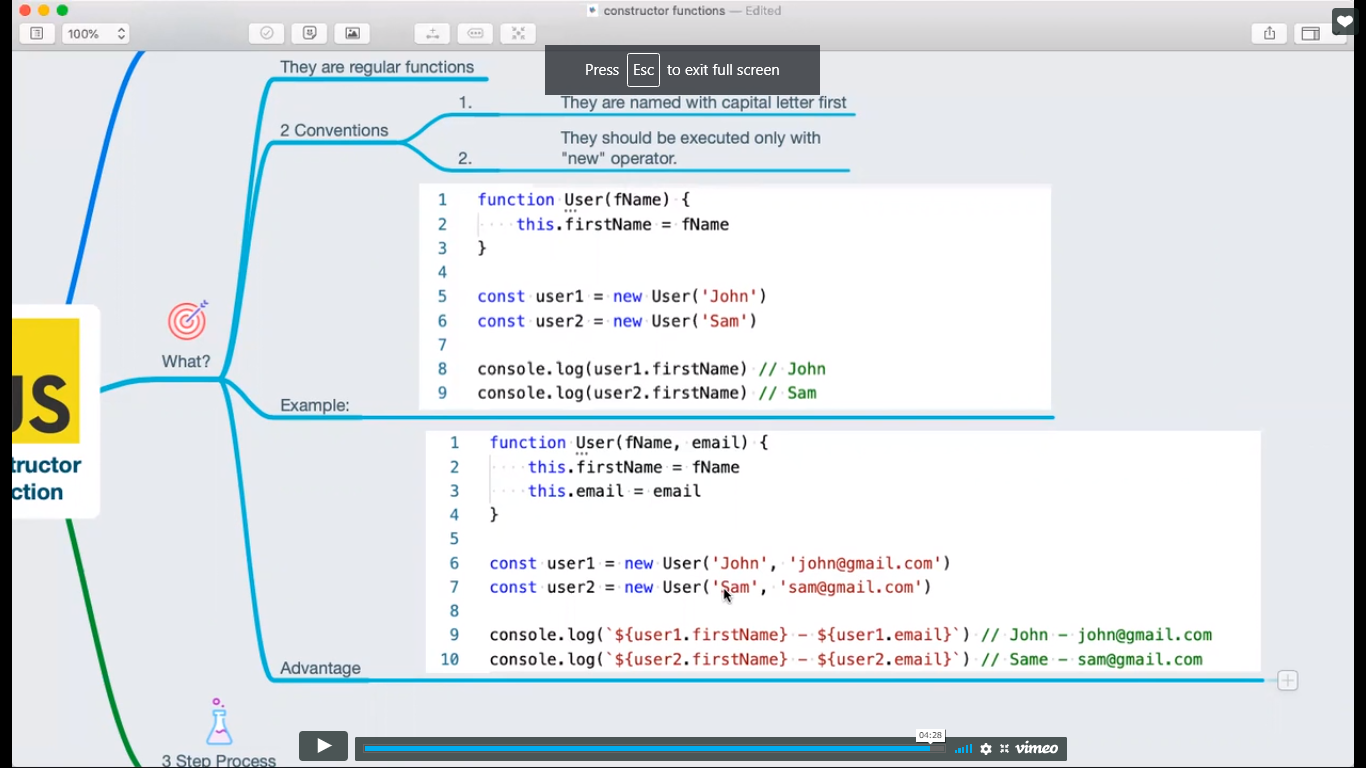 constructor functions — Edited
100%
Press Esc to exit full screen
They are regular functions
1. They are named with capital letter first
2 Conventions
They should be executed only with
2. "new" operator.
1 function User(fName) {
2 this.firstName = fName
3 }
4
5 const user1 = new User('John')
6 const user2 = new User('Sam')
7
8 console.log(user1.firstName) // John
9 console.log(user2.firstName) // Sam
What?
Example:
JS
tructor
ction
1 function User(fName, email) {
2 this.firstName = fName
3 this.email = email
4 }
5
6 const user1 = new User('John', 'john@gmail.com')
7 const user2 = new User('Sam', 'sam@gmail.com')
8
9 console.log(`${user1.firstName} - ${user1.email}`) // John - john@gmail.com
10 console.log(`${user2.firstName} - ${user2.email}`) // Same - sam@gmail.com
Advantage
3 Step Process
04:28
vimeo